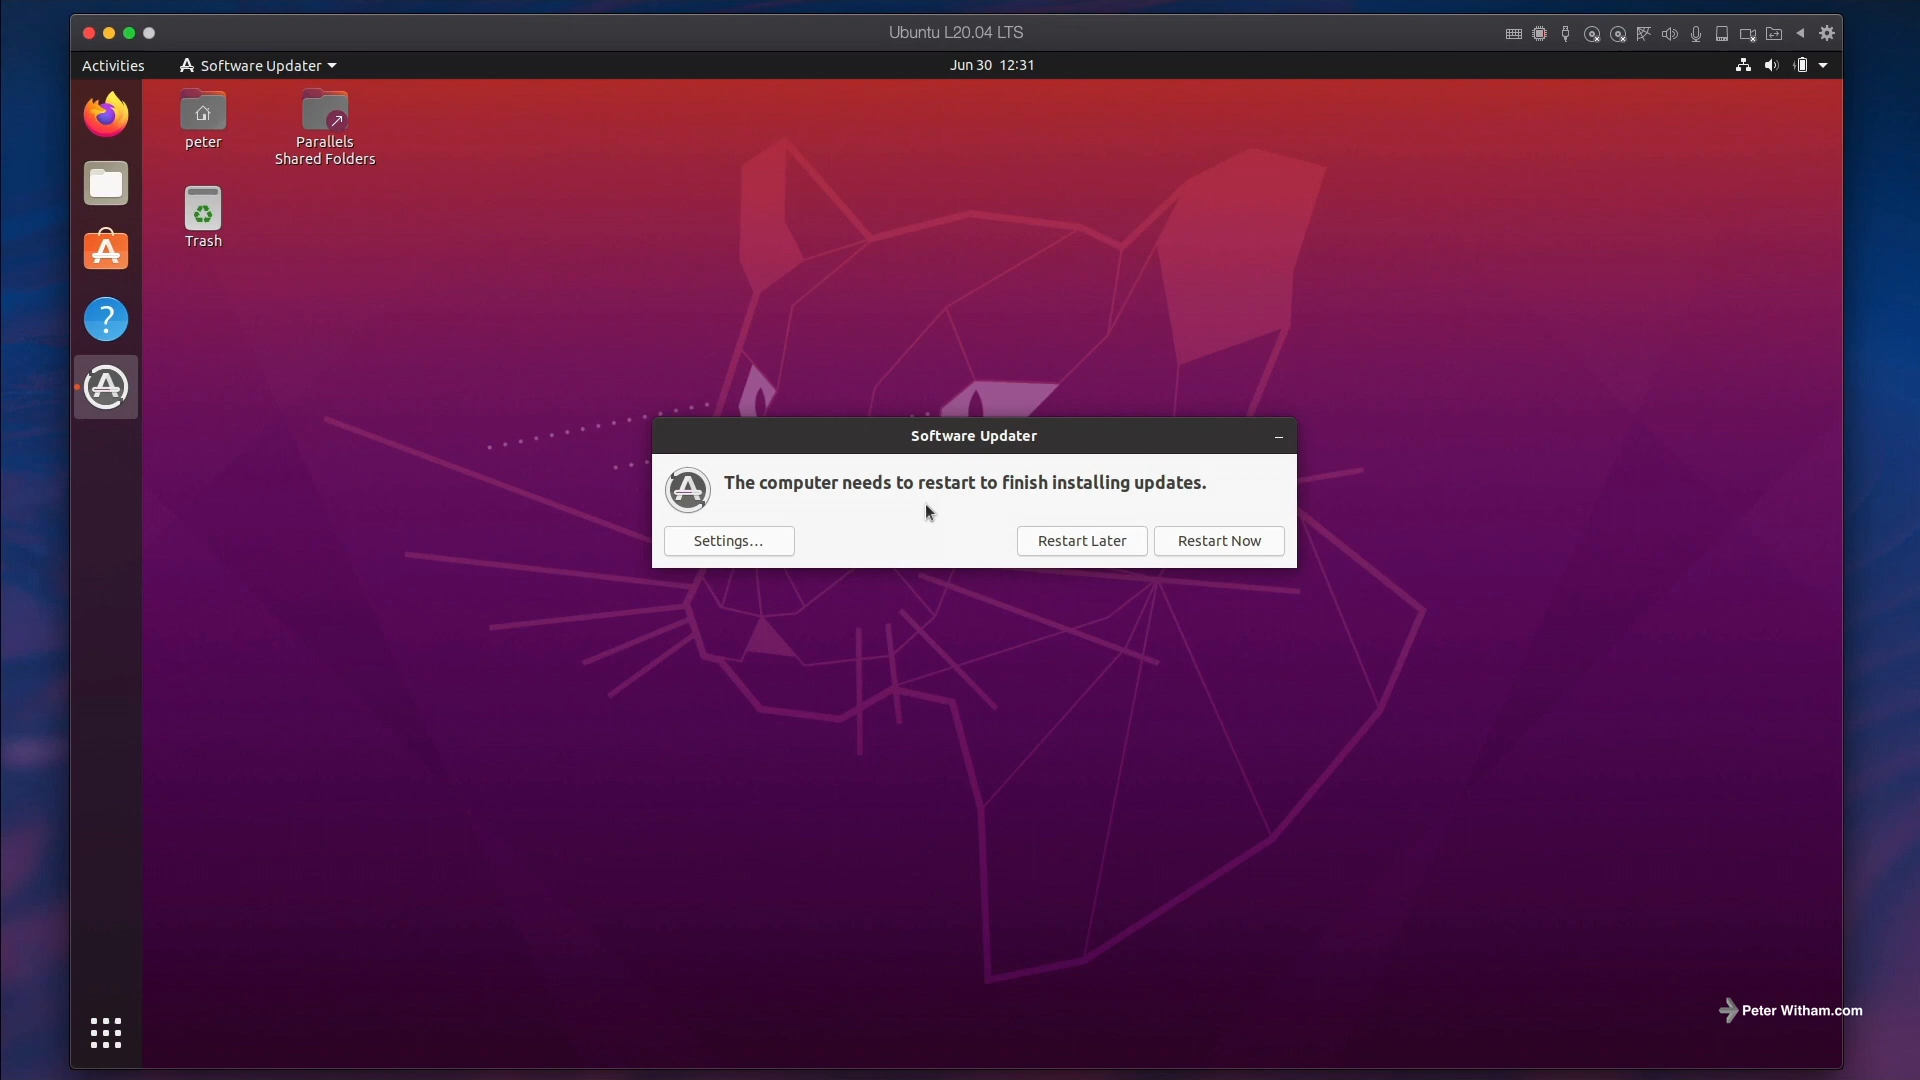 Ubuntu L20.04 LTS
Activities
Software Updater
Jun 30 12:31
peter
Parallels
Shared Folders
Trash
Software Updater
The computer needs to restart to finish installing updates.
Settings...
Restart Later
Restart Now
Peter Witham.com